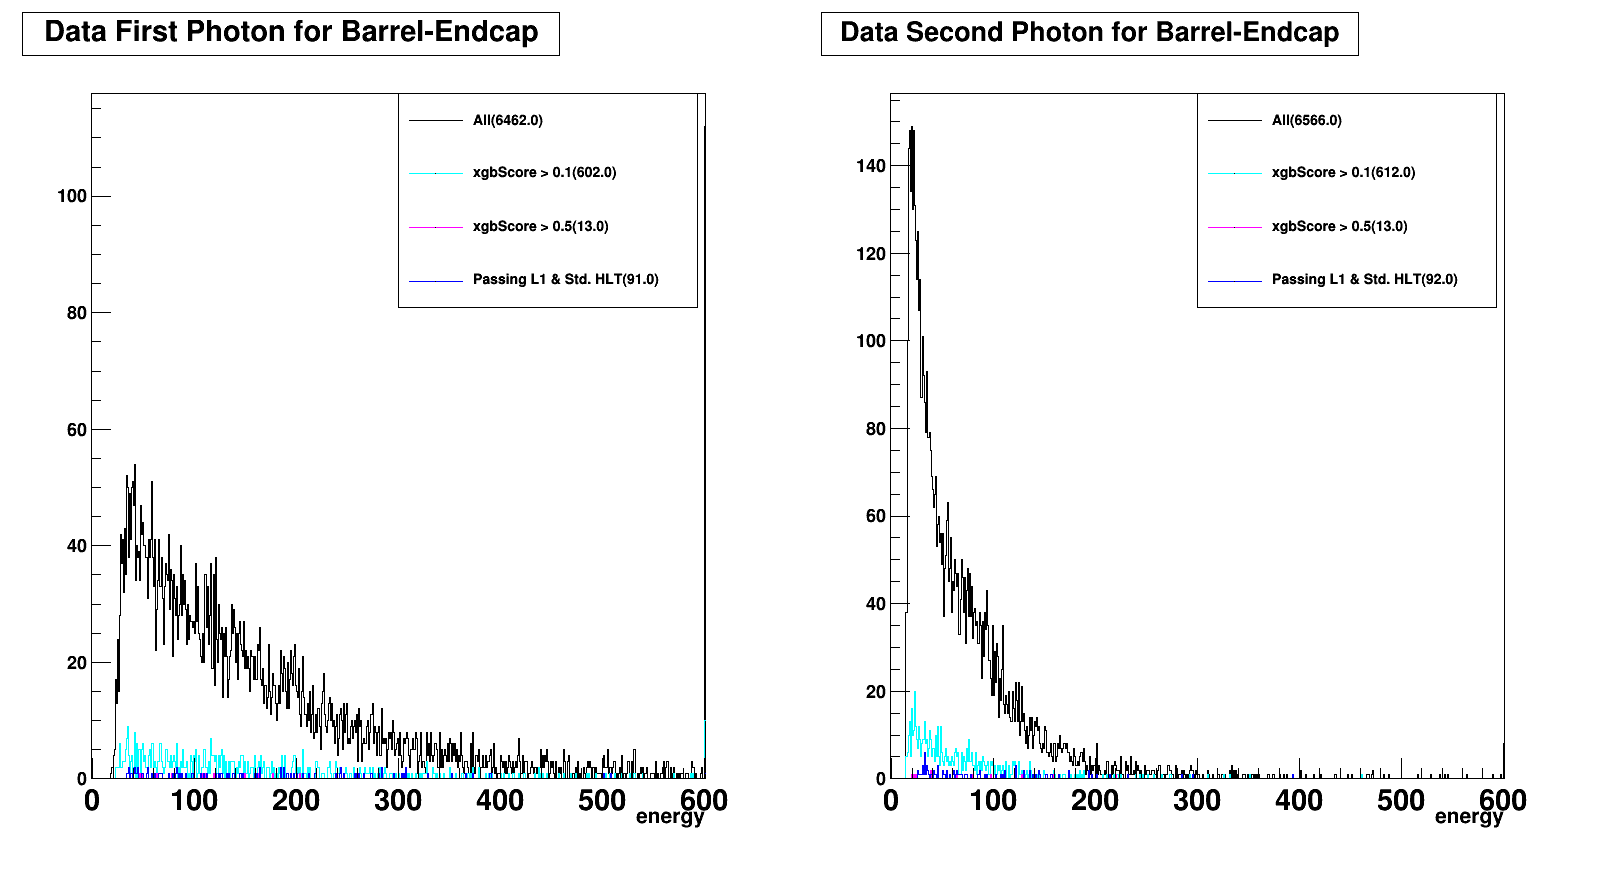 Data First Photon for Barrel-Endcap
All(6462.0)
xgbScore > 0.1(602.0)
xgbScore > 0.5(13.0)
Passing L1 & Std. HLT(91.0)
100
80
60
40
20
0
0 100 200 300 400 500 600
energy
Data Second Photon for Barrel-Endcap
All(6566.0)
xgbScore > 0.1(612.0)
xgbScore > 0.5(13.0)
Passing L1 & Std. HLT(92.0)
140
120
100
80
60
40
20
0
0 100 200 300 400 500 600
energy